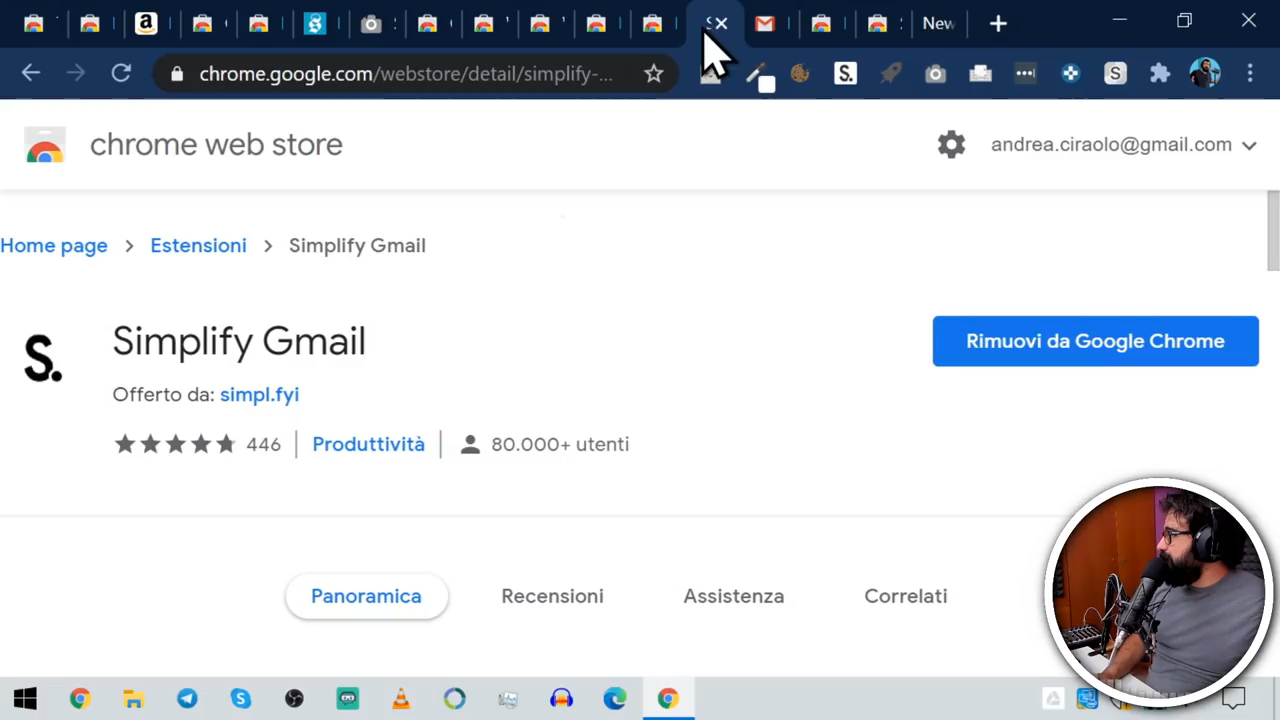 New
chrome.google.com/webstore/detail/simplify-...
chrome web store
andrea.ciraolo@gmail.com
Home page > Estensioni > Simplify Gmail
S.
Simplify Gmail
Rimuovi da Google Chrome
Offerto da: simpl.fyi
446 | Produttività | 80.000+ utenti
Panoramica Recensioni Assistenza Correlati